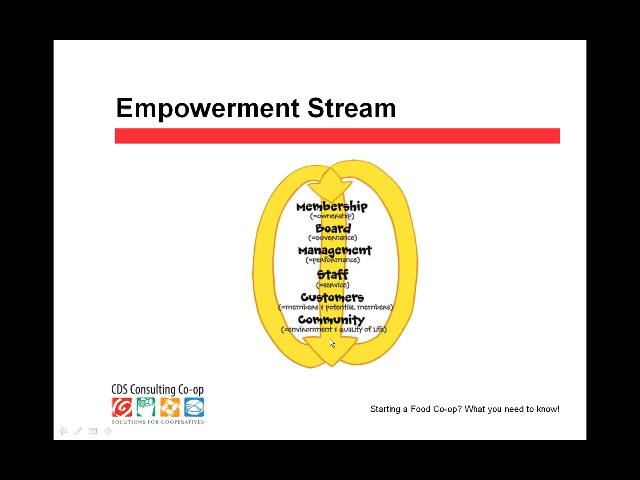 Empowerment Stream
Membership
(=ownership)
Board
(=governance)
Management
(=performance)
Staff
(=service)
Customers
(=members & potential members)
Community
(=environment & quality of life)
CDS Consulting Co-op
SOLUTIONS FOR COOPERATIVES
Starting a Food Co-op? What you need to know!